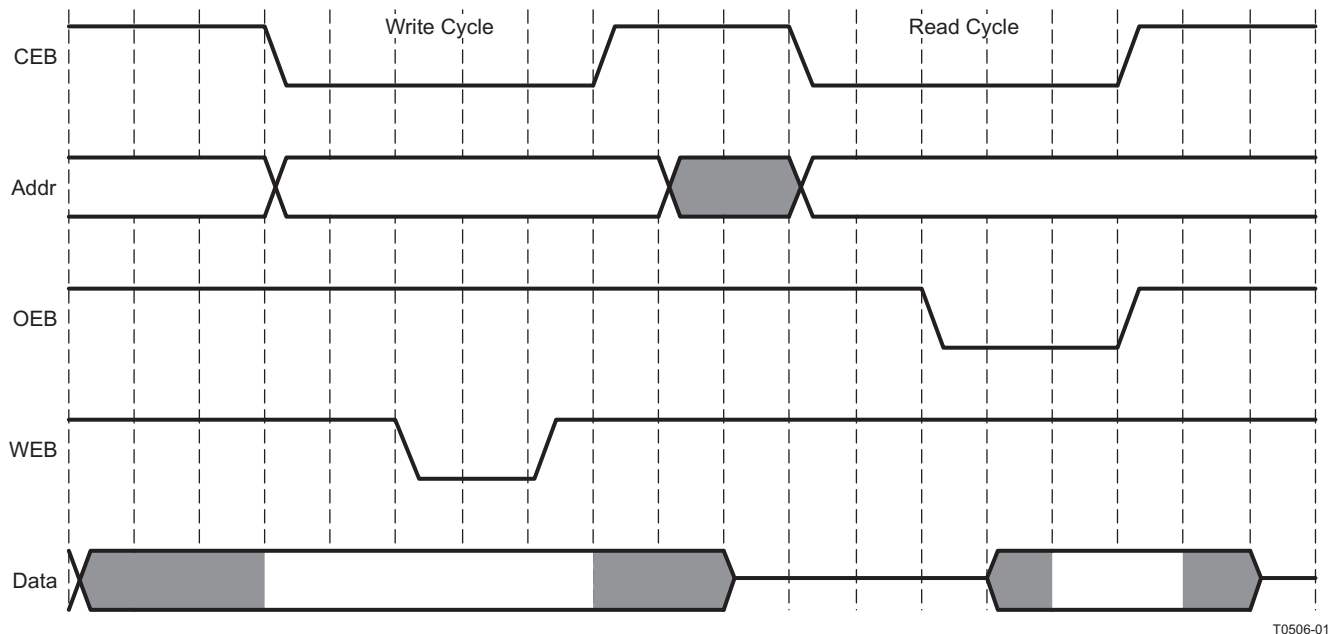 Write Cycle
Read Cycle
CEB
Addr
OEB
WEB
Data
T0506-01